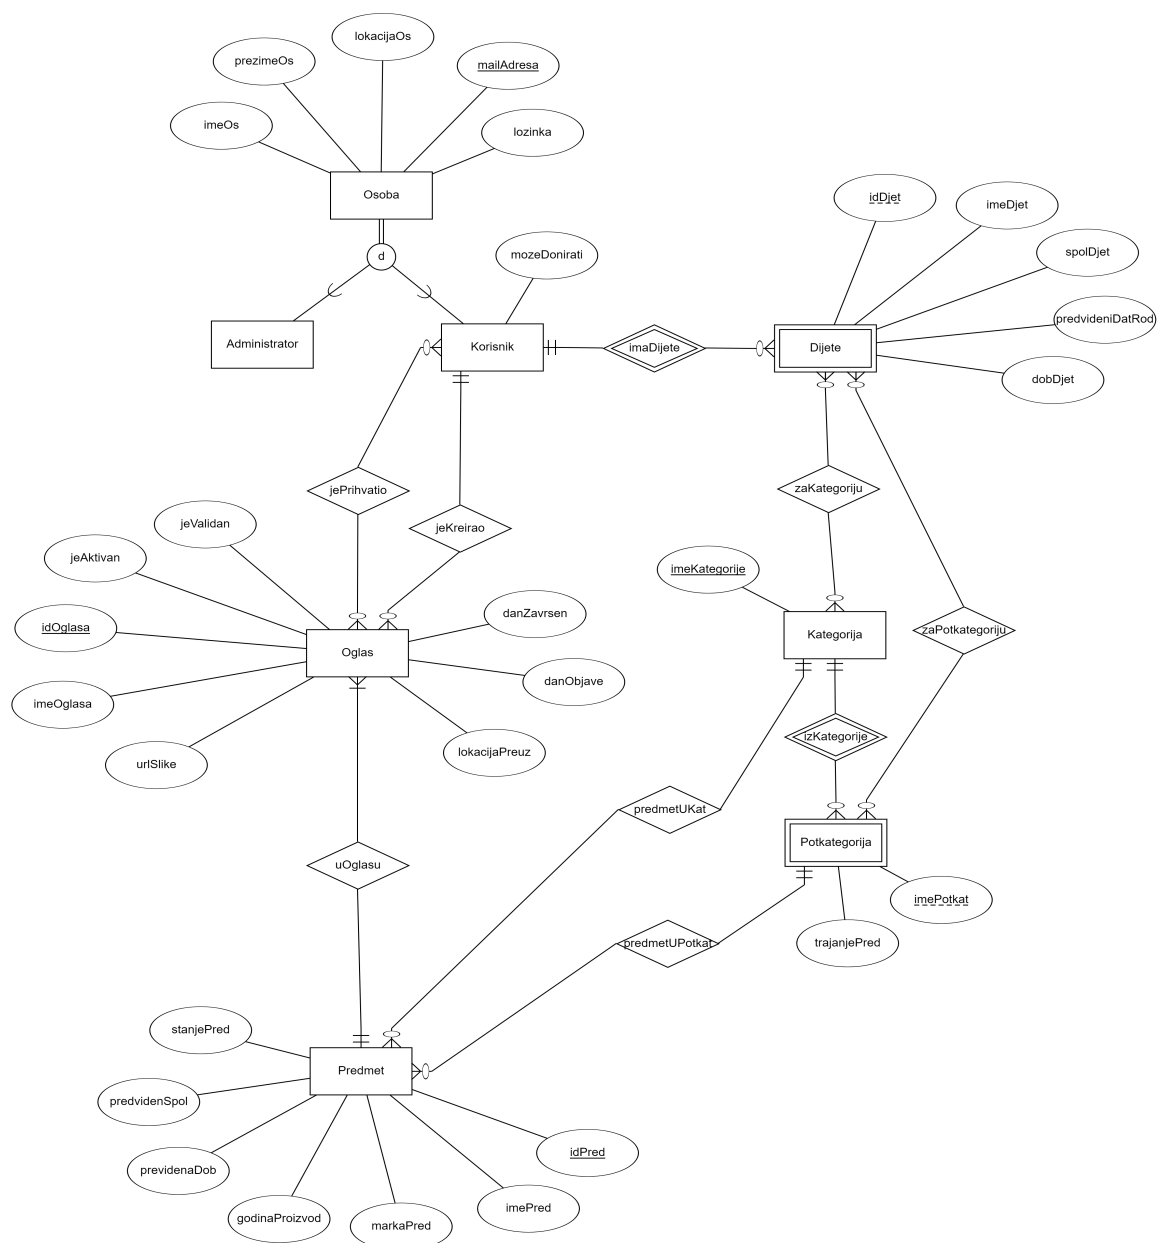 lokacijaOs
prezimeOs
mailAdresa
imeOs
lozinka
Osoba
idDjet
imeDjet
d
mozeDonirati
spolDjet
predvideniDatRod
Administrator
Korisnik
imaDijete
Dijete
dobDjet
jePrihvatio
zaKategoriju
jeValidan
jeKreirao
jeAktivan
imeKategorije
danZavrsen
idOglasa
Oglas
Kategorija
zaPotkategoriju
danObjave
imeOglasa
izKategorije
lokacijaPreuz
urlSlike
predmetUKat
Potkategorija
uOglasu
imePotkat
predmetUPotkat
trajanjePred
stanjePred
Predmet
predvidenSpol
idPred
previdenaDob
imePred
godinaProizvod
markaPred